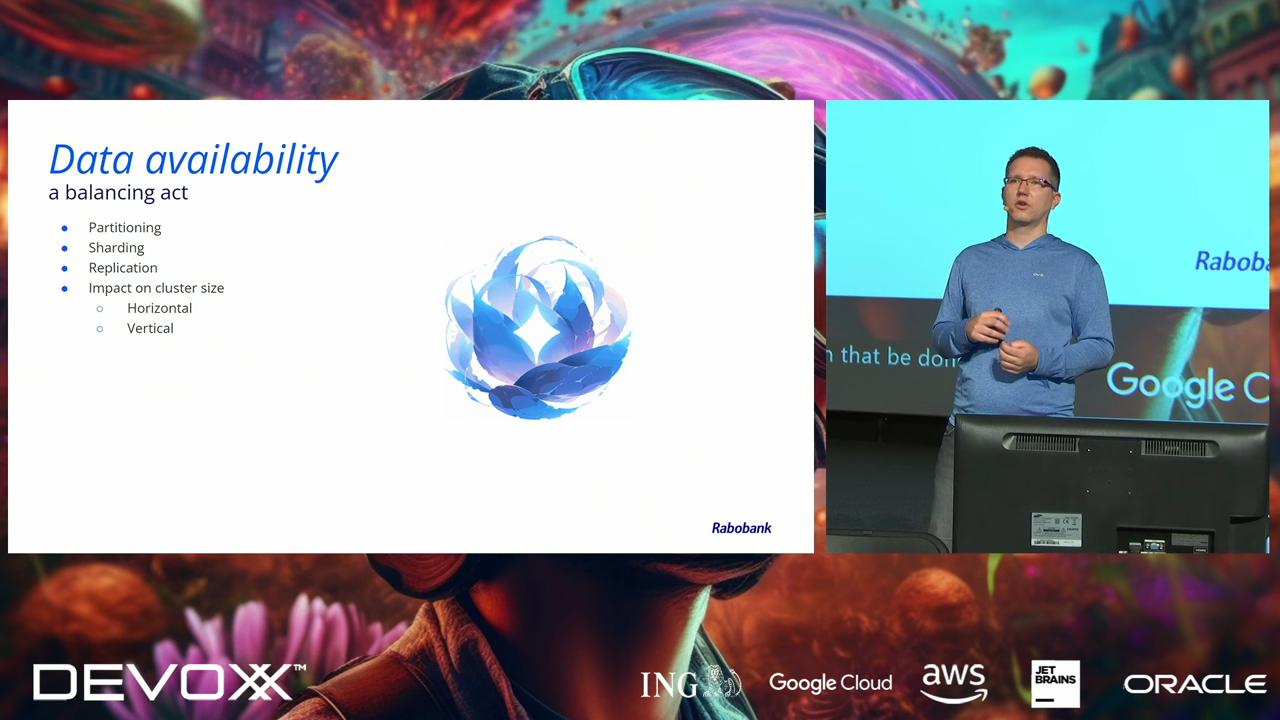 Data availability
a balancing act
Partitioning
Sharding
Replication
Impact on cluster size
Horizontal
Vertical
Rabobank
Raboba
n that be don
Google C
DEVOXX™
ING
Google Cloud
aws
JET
BRAINS
ORACLE